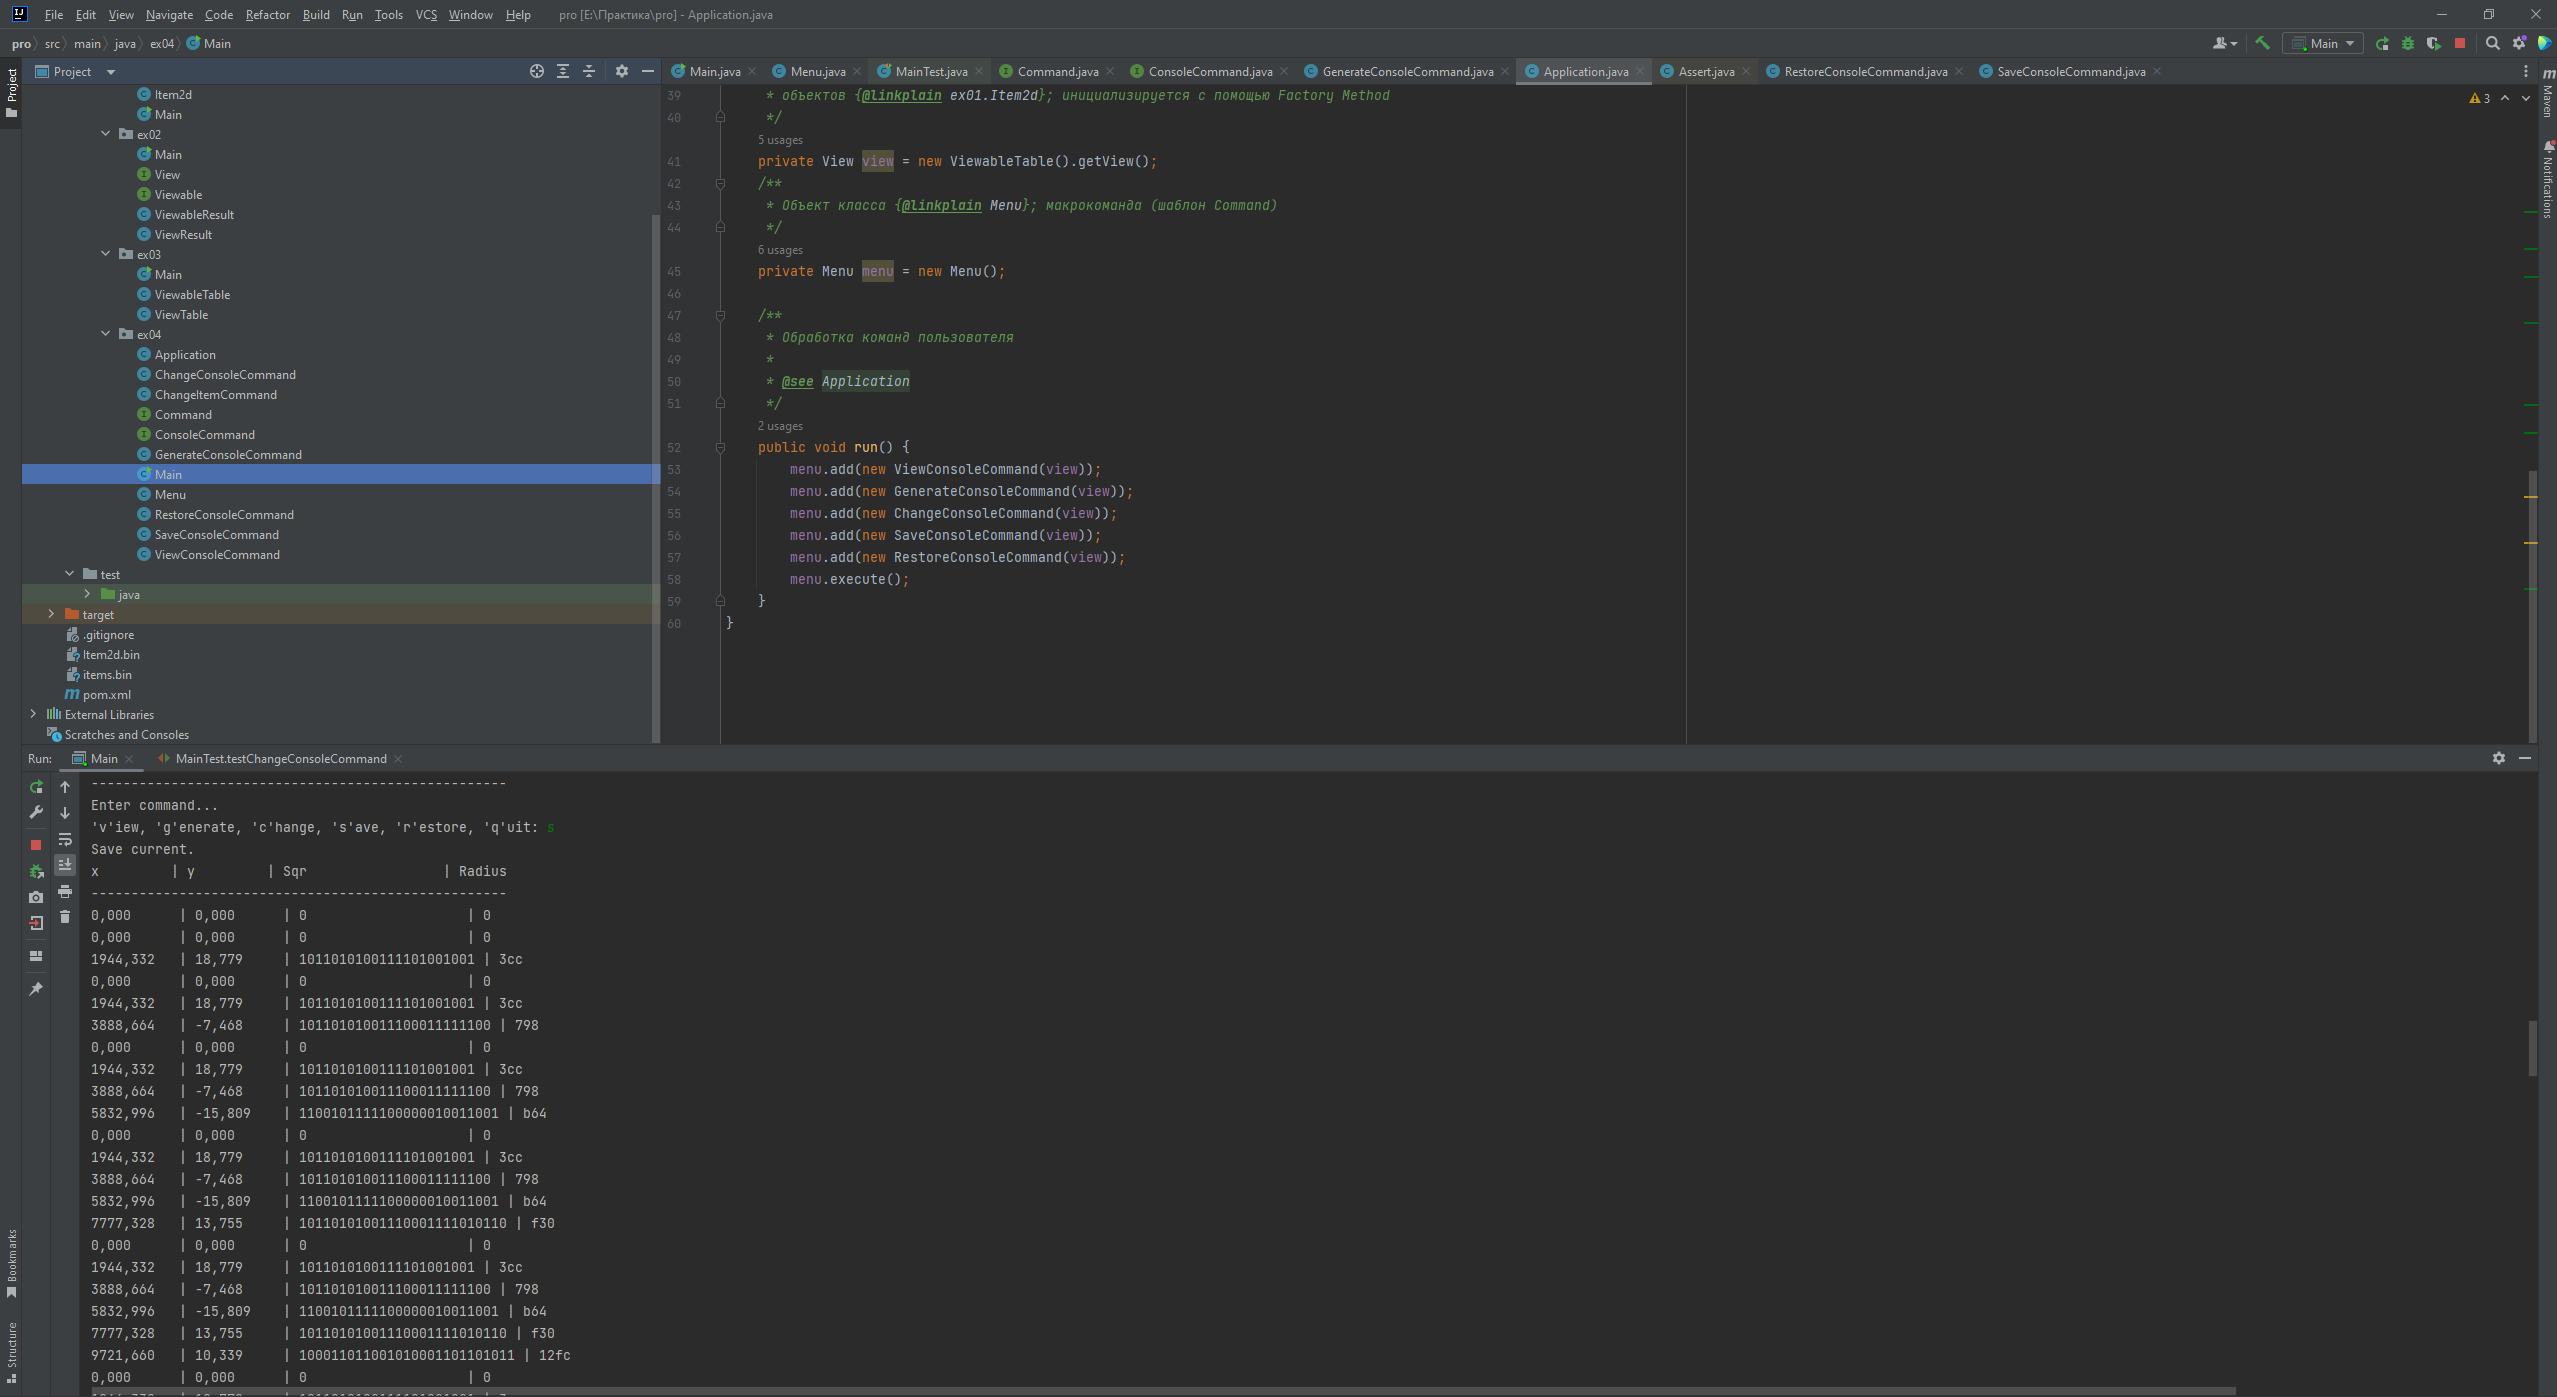 File Edit View Navigate Code Refactor Build Run Tools VCS Window Help pro [E:\Практика\pro] - Application.java
pro src main java ex04 Main
Main
Project
Main.java Menu.java MainTest.java Command.java ConsoleCommand.java GenerateConsoleCommand.java Application.java Assert.java RestoreConsoleCommand.java SaveConsoleCommand.java
Project
Maven
Notifications
Bookmarks
Structure
Item2d
Main
ex02
Main
View
Viewable
ViewableResult
ViewResult
ex03
Main
ViewableTable
ViewTable
ex04
Application
ChangeConsoleCommand
ChangeItemCommand
Command
ConsoleCommand
GenerateConsoleCommand
Main
Menu
RestoreConsoleCommand
SaveConsoleCommand
ViewConsoleCommand
test
java
target
.gitignore
Item2d.bin
items.bin
pom.xml
External Libraries
Scratches and Consoles
3
39 * объектов {@linkplain ex01.Item2d}; инициализируется с помощью Factory Method
40 */
5 usages
41 private View view = new ViewableTable().getView();
42 /**
43 * Объект класса {@linkplain Menu}; макрокоманда (шаблон Command)
44 */
6 usages
45 private Menu menu = new Menu();
46
47 /**
48 * Обработка команд пользователя
49 *
50 * @see Application
51 */
2 usages
52 public void run() {
53 menu.add(new ViewConsoleCommand(view));
54 menu.add(new GenerateConsoleCommand(view));
55 menu.add(new ChangeConsoleCommand(view));
56 menu.add(new SaveConsoleCommand(view));
57 menu.add(new RestoreConsoleCommand(view));
58 menu.execute();
59 }
60 }
Run: Main MainTest.testChangeConsoleCommand
----------------------------------------------------
Enter command...
'v'iew, 'g'enerate, 'c'hange, 's'ave, 'r'estore, 'q'uit: s
Save current.
x | y | Sqr | Radius
----------------------------------------------------
0,000 | 0,000 | 0 | 0
0,000 | 0,000 | 0 | 0
1944,332 | 18,779 | 1011010100111101001001 | 3cc
0,000 | 0,000 | 0 | 0
1944,332 | 18,779 | 1011010100111101001001 | 3cc
3888,664 | -7,468 | 101101010011100011111100 | 798
0,000 | 0,000 | 0 | 0
1944,332 | 18,779 | 1011010100111101001001 | 3cc
3888,664 | -7,468 | 101101010011100011111100 | 798
5832,996 | -15,809 | 1100101111100000010011001 | b64
0,000 | 0,000 | 0 | 0
1944,332 | 18,779 | 1011010100111101001001 | 3cc
3888,664 | -7,468 | 101101010011100011111100 | 798
5832,996 | -15,809 | 1100101111100000010011001 | b64
7777,328 | 13,755 | 10110101001110001111010110 | f30
0,000 | 0,000 | 0 | 0
1944,332 | 18,779 | 1011010100111101001001 | 3cc
3888,664 | -7,468 | 101101010011100011111100 | 798
5832,996 | -15,809 | 1100101111100000010011001 | b64
7777,328 | 13,755 | 10110101001110001111010110 | f30
9721,660 | 10,339 | 100011011001010001101101011 | 12fc
0,000 | 0,000 | 0 | 0